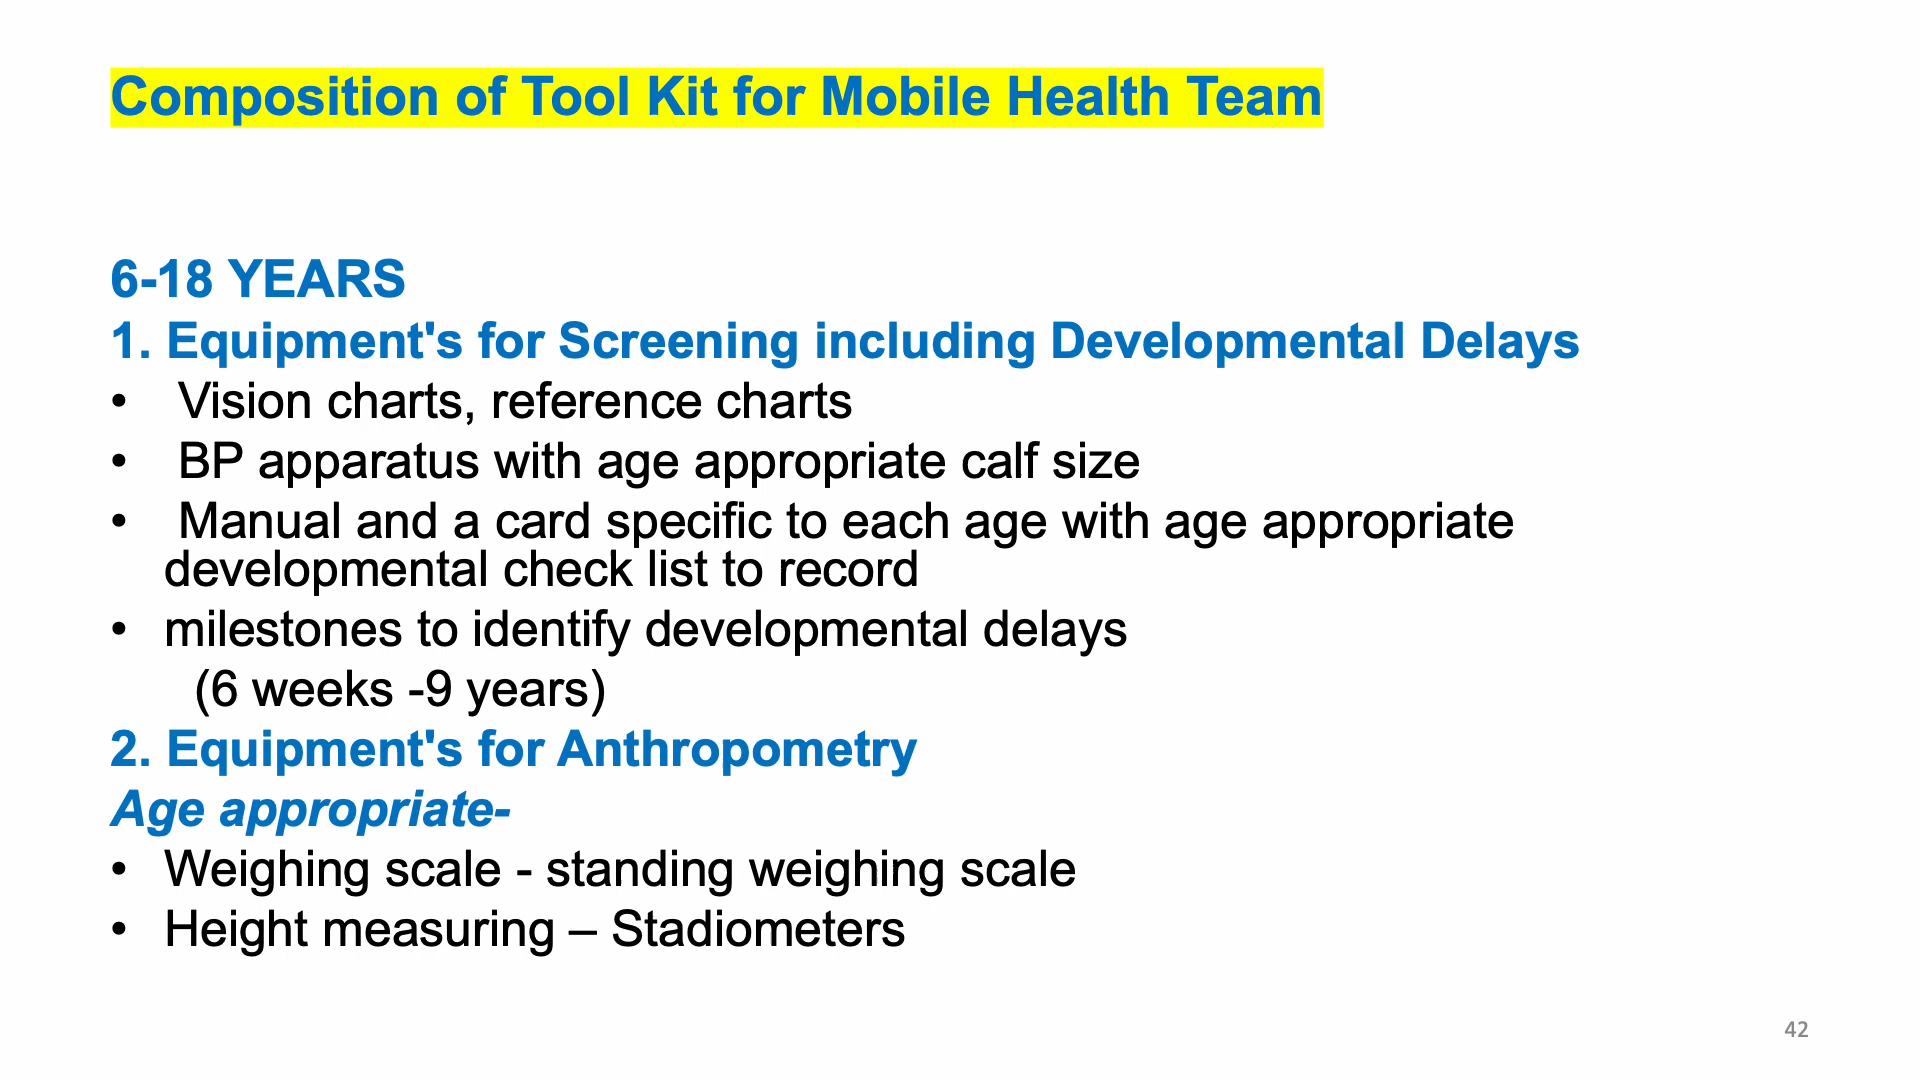 Composition of Tool Kit for Mobile Health Team
6-18 YEARS
1. Equipment's for Screening including Developmental Delays
• Vision charts, reference charts
• BP apparatus with age appropriate calf size
• Manual and a card specific to each age with age appropriate
developmental check list to record
• milestones to identify developmental delays
(6 weeks -9 years)
2. Equipment's for Anthropometry
Age appropriate-
• Weighing scale - standing weighing scale
• Height measuring – Stadiometers
42